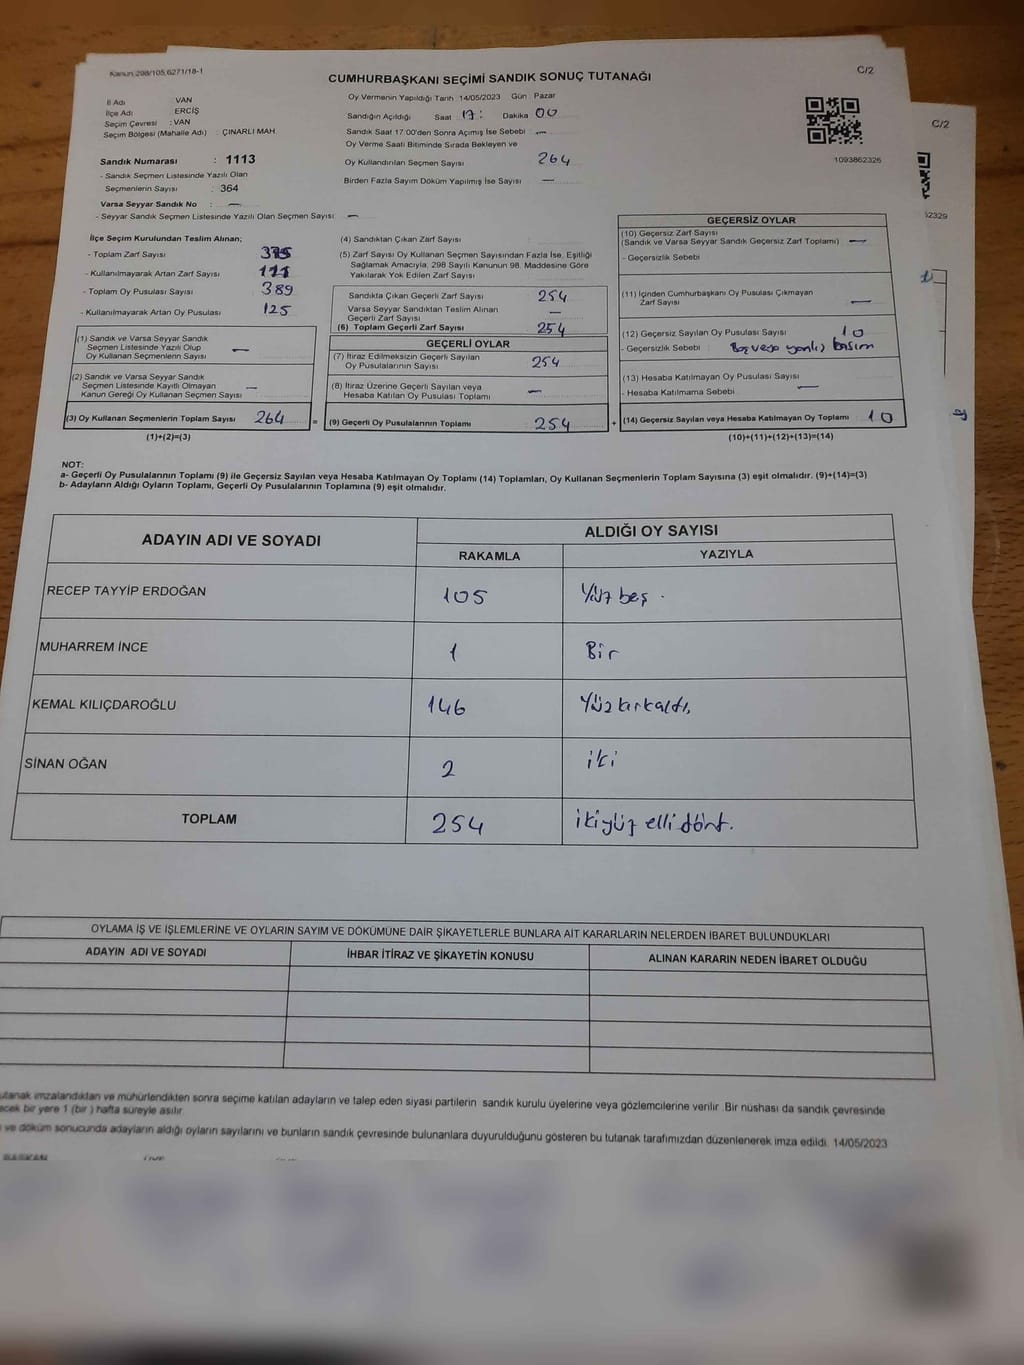 Kanun 298/105,6271/18-1
C/2
CUMHURBAŞKANI SEÇİMİ SANDIK SONUÇ TUTANAĞI
İl Adı VAN
İlçe Adı : ERCİŞ
Seçim Çevresi : VAN
Seçim Bölgesi (Mahalle Adı) : ÇINARLI MAH.
Sandık Numarası : 1113
- Sandık Seçmen Listesinde Yazılı Olan
Seçmenlerin Sayısı : 364
Varsa Seyyar Sandık No : —
- Seyyar Sandık Seçmen Listesinde Yazılı Olan Seçmen Sayısı : —
Oy Vermenin Yapıldığı Tarih : 14/05/2023 Gün : Pazar
Sandığın Açıldığı Saat 17: Dakika 00
Sandık Saat 17.00'den Sonra Açımış İse Sebebi : —
Oy Verme Saati Bitiminde Sırada Bekleyen ve
Oy Kullandırılan Seçmen Sayısı 264
Birden Fazla Sayım Döküm Yapılmış İse Sayısı —
1093862326
C/2
İlçe Seçim Kurulundan Teslim Alınan;
- Toplam Zarf Sayısı
- Kullanılmayarak Artan Zarf Sayısı
- Toplam Oy Pusulası Sayısı 389
- Kullanılmayarak Artan Oy Pusulası 125
(1) Sandık ve Varsa Seyyar Sandık
Seçmen Listesinde Yazılı Olup
Oy Kullanan Seçmenlerin Sayısı —
(2) Sandık ve Varsa Seyyar Sandık
Seçmen Listesinde Kayıtlı Olmayan
Kanun Gereği Oy Kullanan Seçmen Sayısı —
(3) Oy Kullanan Seçmenlerin Toplam Sayısı 264
(1)+(2)=(3)
(4) Sandıktan Çıkan Zarf Sayısı :
(5) Zarf Sayısı Oy Kullanan Seçmen Sayısından Fazla İse, Eşitliği
Sağlamak Amacıyla, 298 Sayılı Kanunun 98. Maddesine Göre
Yakılarak Yok Edilen Zarf Sayısı
Sandıkta Çıkan Geçerli Zarf Sayısı 254
Varsa Seyyar Sandıktan Teslim Alınan
Geçerli Zarf Sayısı —
(6) Toplam Geçerli Zarf Sayısı 254
GEÇERLİ OYLAR
(7) İtiraz Edilmeksizin Geçerli Sayılan
Oy Pusulalarının Sayısı 254
(8) İtiraz Üzerine Geçerli Sayılan veya
Hesaba Katılan Oy Pusulası Toplamı —
= (9) Geçerli Oy Pusulalarının Toplamı 254 +
GEÇERSİZ OYLAR
(10) Geçersiz Zarf Sayısı
(Sandık ve Varsa Seyyar Sandık Geçersiz Zarf Toplamı) —
- Geçersizlik Sebebi :
(11) İçinden Cumhurbaşkanı Oy Pusulası Çıkmayan
Zarf Sayısı —
(12) Geçersiz Sayılan Oy Pusulası Sayısı 10
- Geçersizlik Sebebi : Boş veya yanlış basım
(13) Hesaba Katılmayan Oy Pusulası Sayısı —
- Hesaba Katılmama Sebebi :
(14) Geçersiz Sayılan veya Hesaba Katılmayan Oy Toplamı 10
(10)+(11)+(12)+(13)=(14)
NOT:
a- Geçerli Oy Pusulalarının Toplamı (9) ile Geçersiz Sayılan veya Hesaba Katılmayan Oy Toplamı (14) Toplamları, Oy Kullanan Seçmenlerin Toplam Sayısına (3) eşit olmalıdır. (9)+(14)=(3)
b- Adayların Aldığı Oyların Toplamı, Geçerli Oy Pusulalarının Toplamına (9) eşit olmalıdır.
ADAYIN ADI VE SOYADI ALDIĞI OY SAYISI
RAKAMLA YAZIYLA
RECEP TAYYİP ERDOĞAN 105 Yüz beş.
MUHARREM İNCE 1 Bir
KEMAL KILIÇDAROĞLU 146 Yüz kırkaltı,
SİNAN OĞAN 2 iki
TOPLAM 254 ikiyüz ellidört.
OYLAMA İŞ VE İŞLEMLERİNE VE OYLARIN SAYIM VE DÖKÜMÜNE DAİR ŞİKAYETLERLE BUNLARA AİT KARARLARIN NELERDEN İBARET BULUNDUKLARI
ADAYIN ADI VE SOYADI İHBAR İTİRAZ VE ŞİKAYETİN KONUSU ALINAN KARARIN NEDEN İBARET OLDUĞU
utanak imzalandıktan ve mühürlendikten sonra seçime katılan adayların ve talep eden siyasi partilerin sandık kurulu üyelerine veya gözlemcilerine verilir. Bir nüshası da sandık çevresinde
ecek bir yere 1 (bir ) hafta süreyle asılır.
ve döküm sonucunda adayların aldığı oyların sayılarını ve bunların sandık çevresinde bulunanlara duyurulduğunu gösteren bu tutanak tarafımızdan düzenlenerek imza edildi. 14/05/2023